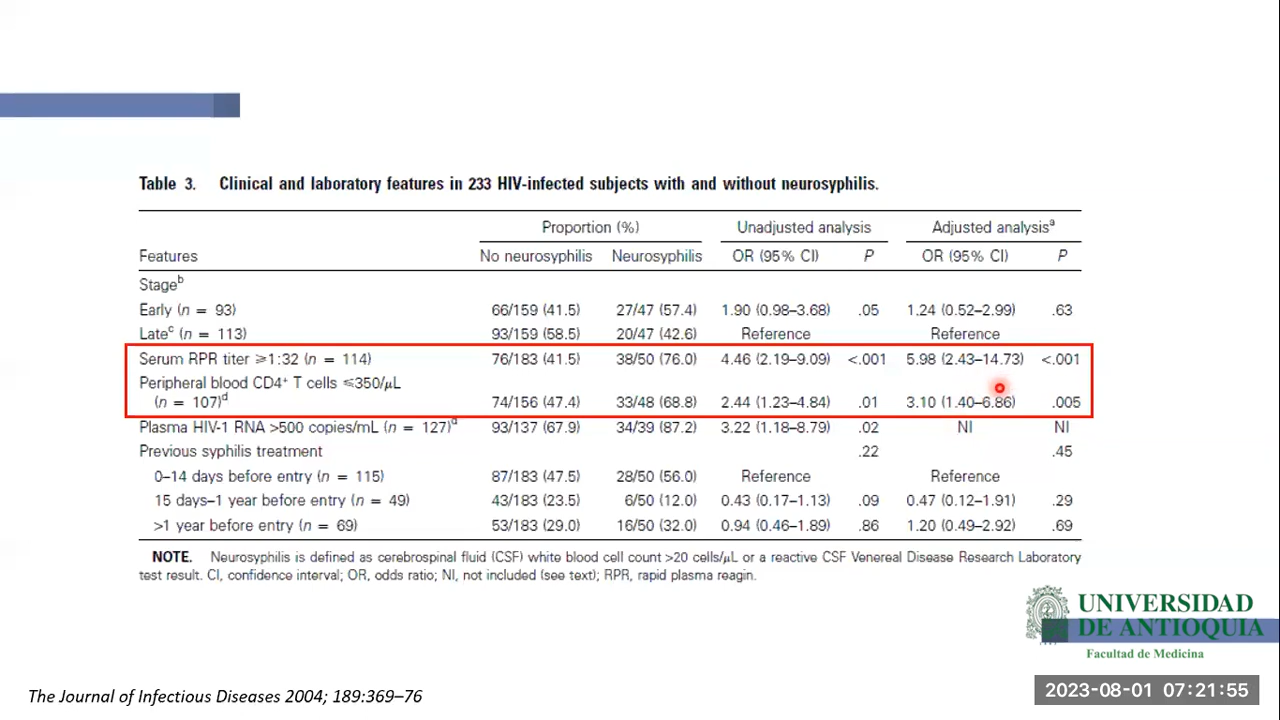 Table 3. Clinical and laboratory features in 233 HIV-infected subjects with and without neurosyphilis.
Proportion (%) Unadjusted analysis Adjusted analysisᵃ
Features No neurosyphilis Neurosyphilis OR (95% CI) P OR (95% CI) P
Stageᵇ
Early (n = 93) 66/159 (41.5) 27/47 (57.4) 1.90 (0.98–3.68) .05 1.24 (0.52–2.99) .63
Lateᶜ (n = 113) 93/159 (58.5) 20/47 (42.6) Reference Reference
Serum RPR titer ⩾1:32 (n = 114) 76/183 (41.5) 38/50 (76.0) 4.46 (2.19–9.09) <.001 5.98 (2.43–14.73) <.001
Peripheral blood CD4⁺ T cells ⩽350/μL
(n = 107)ᵈ 74/156 (47.4) 33/48 (68.8) 2.44 (1.23–4.84) .01 3.10 (1.40–6.86) .005
Plasma HIV-1 RNA >500 copies/mL (n = 127)ᵈ 93/137 (67.9) 34/39 (87.2) 3.22 (1.18–8.79) .02 NI NI
Previous syphilis treatment .22 .45
0–14 days before entry (n = 115) 87/183 (47.5) 28/50 (56.0) Reference Reference
15 days–1 year before entry (n = 49) 43/183 (23.5) 6/50 (12.0) 0.43 (0.17–1.13) .09 0.47 (0.12–1.91) .29
>1 year before entry (n = 69) 53/183 (29.0) 16/50 (32.0) 0.94 (0.46–1.89) .86 1.20 (0.49–2.92) .69
NOTE. Neurosyphilis is defined as cerebrospinal fluid (CSF) white blood cell count >20 cells/μL or a reactive CSF Venereal Disease Research Laboratory
test result. CI, confidence interval; OR, odds ratio; NI, not included (see text); RPR, rapid plasma reagin.
UNIVERSIDAD
DE ANTIOQUIA
Facultad de Medicina
The Journal of Infectious Diseases 2004; 189:369–76
2023-08-01 07:21:55